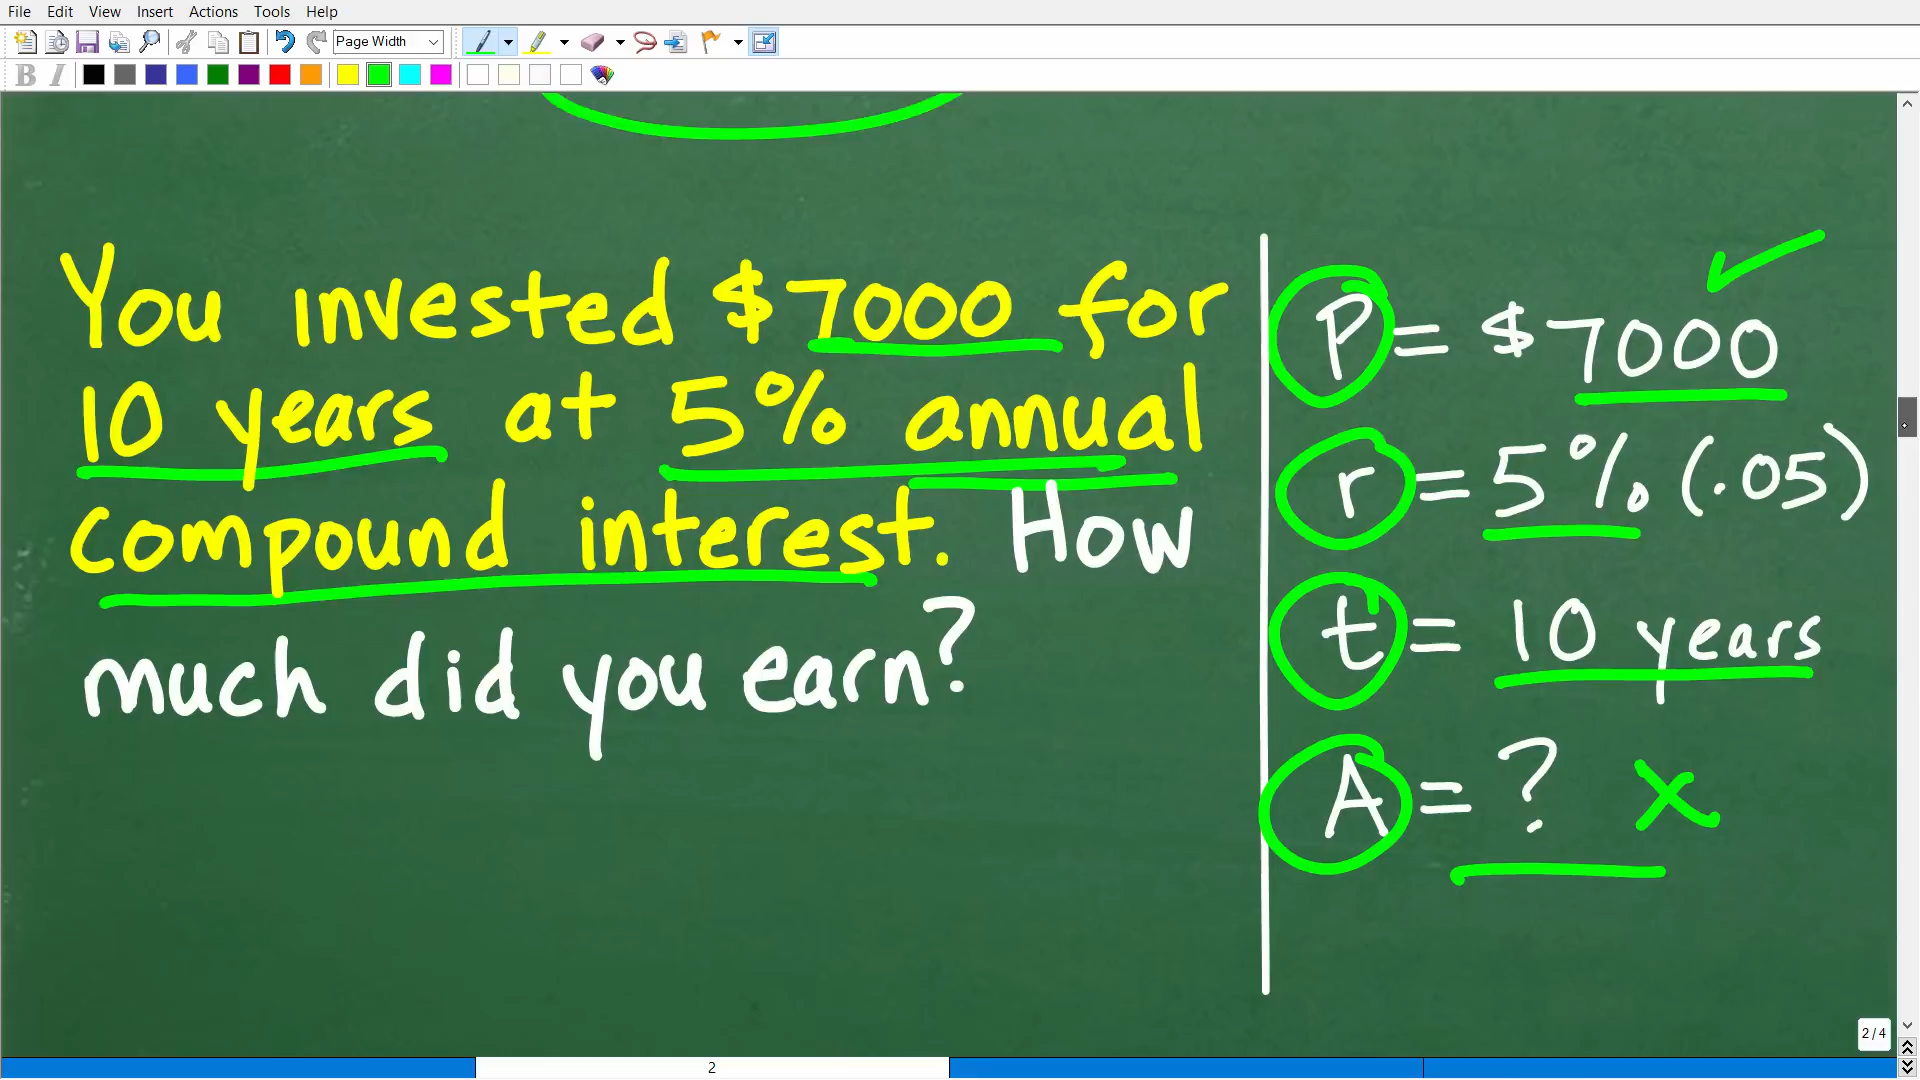 File Edit View Insert Actions Tools Help
Page Width
B I
You invested $7000 for
10 years at 5% annual
compound interest. How
much did you earn?
P = $7000
r = 5% (.05)
t = 10 years
A = ? x
2/4
2